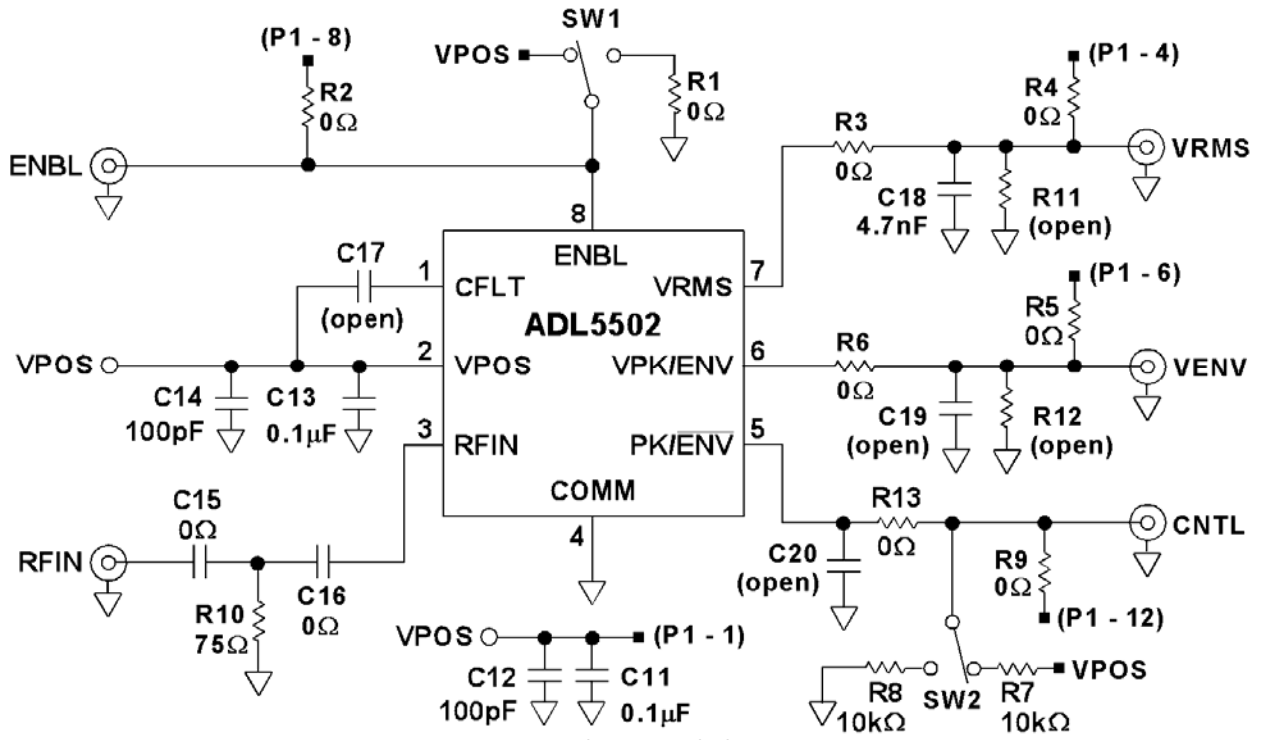 SW1
(P1 - 8)
VPOS
R1
0Ω
R2
0Ω
(P1 - 4)
R4
0Ω
R3
0Ω
ENBL
VRMS
C18
4.7nF
R11
(open)
8
ENBL
C17
(open)
1
CFLT
VRMS
7
ADL5502
(P1 - 6)
R5
0Ω
R6
0Ω
VPOS
2
VPOS
VPK/ENV
6
VENV
C14
100pF
C13
0.1μF
C19
(open)
R12
(open)
3
RFIN
PK/ENV
5
COMM
4
C15
0Ω
R13
0Ω
CNTL
RFIN
C16
0Ω
R10
75Ω
C20
(open)
R9
0Ω
(P1 - 12)
VPOS
(P1 - 1)
C12
100pF
C11
0.1μF
R8
10kΩ
SW2
R7
10kΩ
VPOS